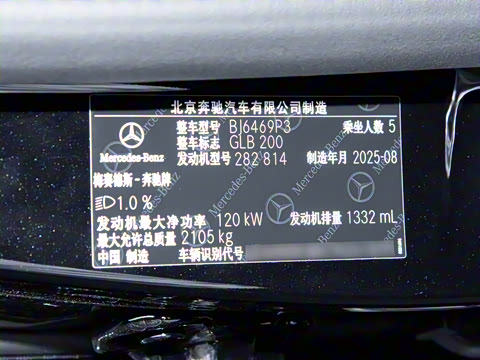 北京奔驰汽车有限公司制造
整车型号 BJ6469P3 乘坐人数 5
整车标志 GLB 200
Mercedes-Benz 发动机型号 282 814 制造年月 2025-08
梅赛德斯-奔驰牌
1.0 %
发动机最大净功率 120 kW 发动机排量 1332 mL
最大允许总质量 2105 kg
中国 制造 车辆识别代号